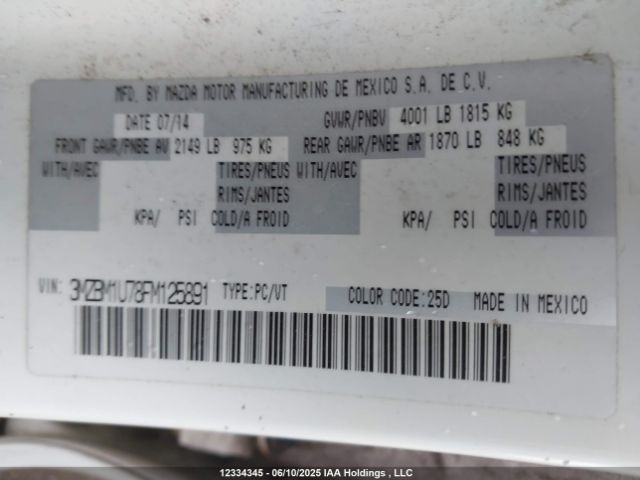 MFD. BY MAZDA MOTOR MANUFACTURING DE MEXICO S.A. DE C.V.
DATE 07/14 GVWR/PNBV 4001 LB 1815 KG
FRONT GAWR/PNBE AV 2149 LB 975 KG REAR GAWR/PNBE AR 1870 LB 848 KG
WITH/AVEC TIRES/PNEUS WITH/AVEC TIRES/PNEUS
RIMS/JANTES RIMS/JANTES
KPA/ PSI COLD/A FROID KPA/ PSI COLD/A FROID
VIN: 3MZBM1U78FM125891 TYPE:PC/VT COLOR CODE:25D MADE IN MEXICO
12334345 - 06/10/2025 IAA Holdings , LLC